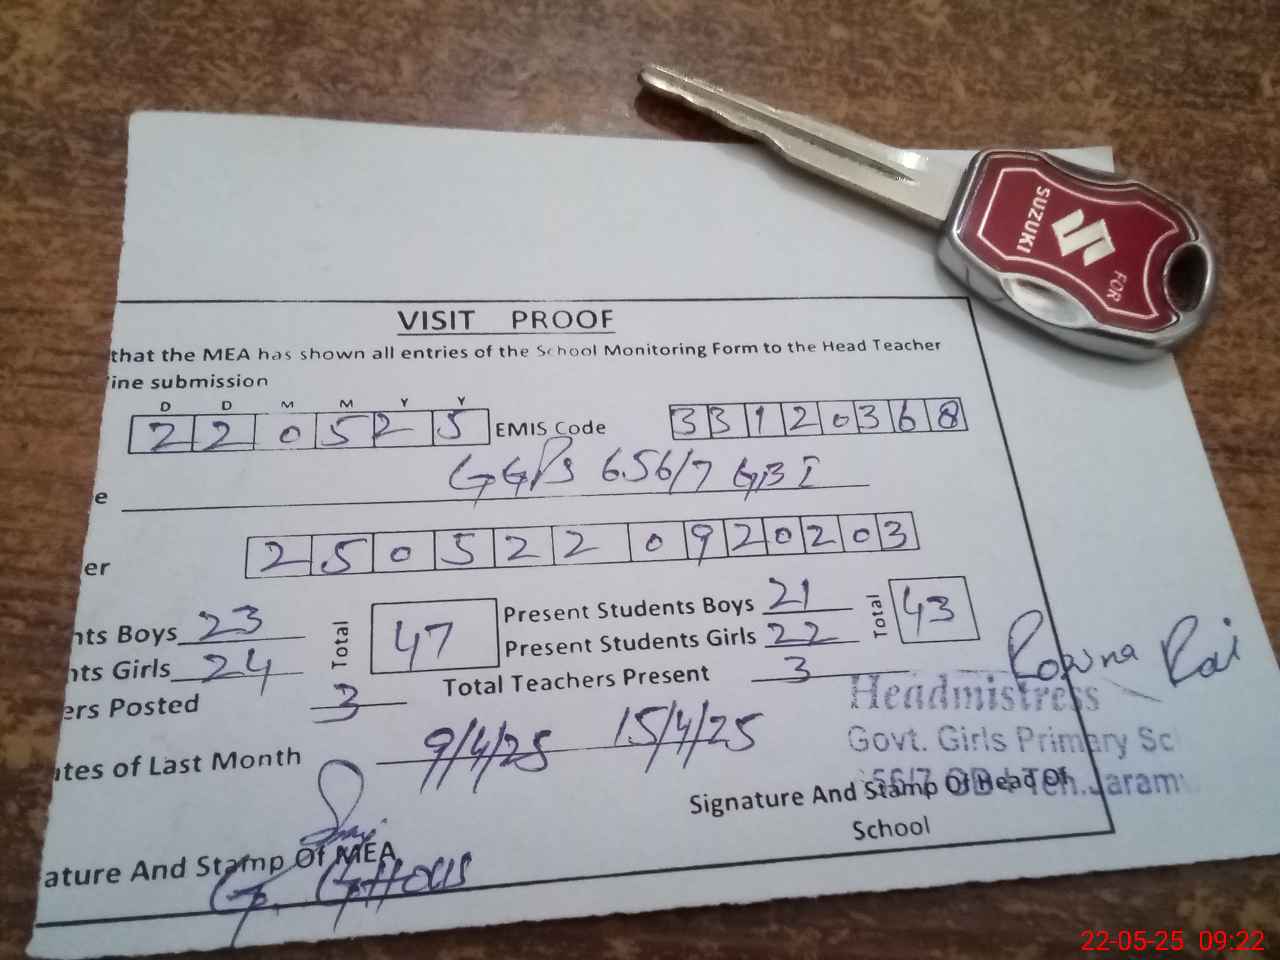 SUZUKI
FOR
VISIT PROOF
that the MEA has shown all entries of the School Monitoring Form to the Head Teacher
ine submission
D D M M Y Y
2 2 0 5 2 5 EMIS Code 3 3 1 2 0 3 6 8
e GGPS 656/7 GB I
er 2 5 0 5 2 2 0 9 2 0 2 0 3
nts Boys 23 Total 47 Present Students Boys 21 Total 43
nts Girls 24 Present Students Girls 22
ers Posted 3 Total Teachers Present 3
Headmistress
Govt. Girls Primary Sc
ates of Last Month 9/4/25 15/4/25
Signature And Stamp Of Head Of
School
ature And Stamp Of MEA
G. GHOUS
22-05-25 09:22